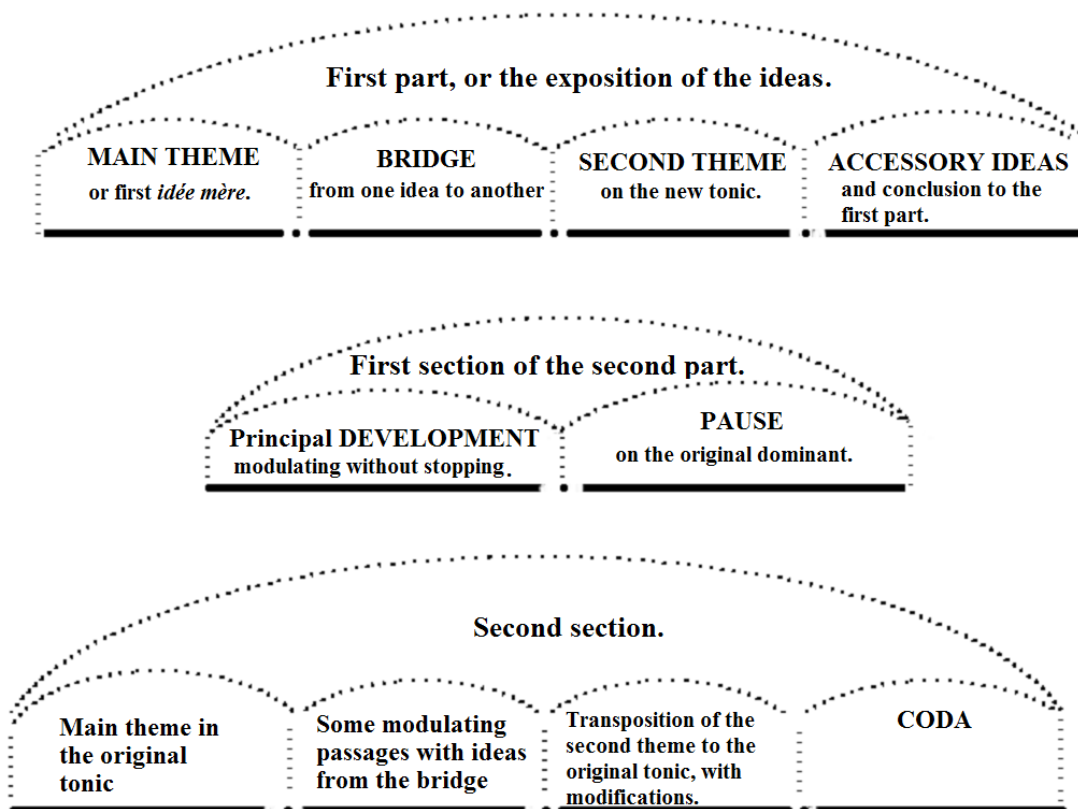 First part, or the exposition of the ideas.
MAIN THEME
or first idée mère.
BRIDGE
from one idea to another
SECOND THEME
on the new tonic.
ACCESSORY IDEAS
and conclusion to the
first part.
First section of the second part.
Principal DEVELOPMENT
modulating without stopping.
PAUSE
on the original dominant.
Second section.
Main theme in
the original
tonic
Some modulating
passages with ideas
from the bridge
Transposition of the
second theme to the
original tonic, with
modifications.
CODA